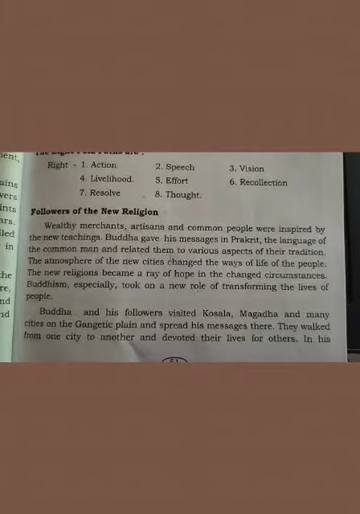 The Eight Fold Paths are :
Right - 1. Action 2. Speech 3. Vision
4. Livelihood. 5. Effort 6. Recollection
7. Resolve 8. Thought.
Followers of the New Religion
Wealthy merchants, artisans and common people were inspired by
the new teachings. Buddha gave his messages in Prakrit, the language of
the common man and related them to various aspects of their tradition.
The atmosphere of the new cities changed the ways of life of the people.
The new religions became a ray of hope in the changed circumstances.
Buddhism, especially, took on a new role of transforming the lives of
people.
Buddha and his followers visited Kosala, Magadha and many
cities on the Gangetic plain and spread his messages there. They walked
from one city to another and devoted their lives for others. In his